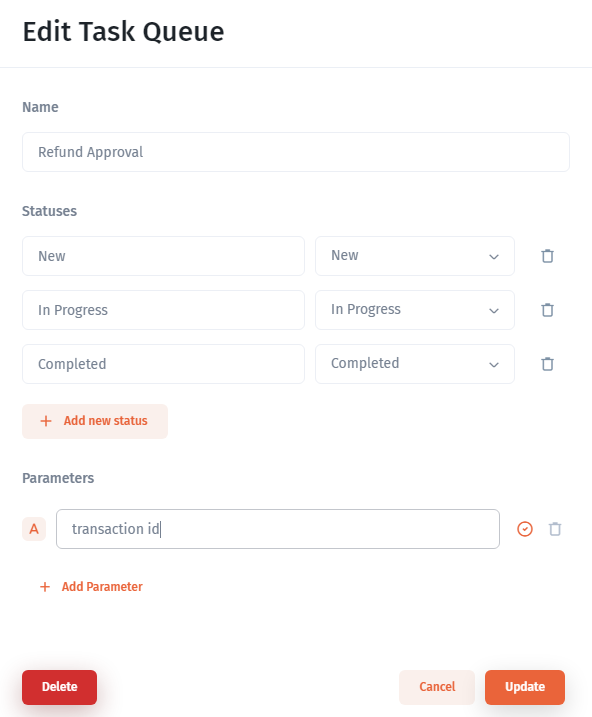 Edit Task Queue
Name
Refund Approval
Statuses
New New
In Progress In Progress
Completed Completed
Add new status
Parameters
A transaction id
Add Parameter
Delete Cancel Update